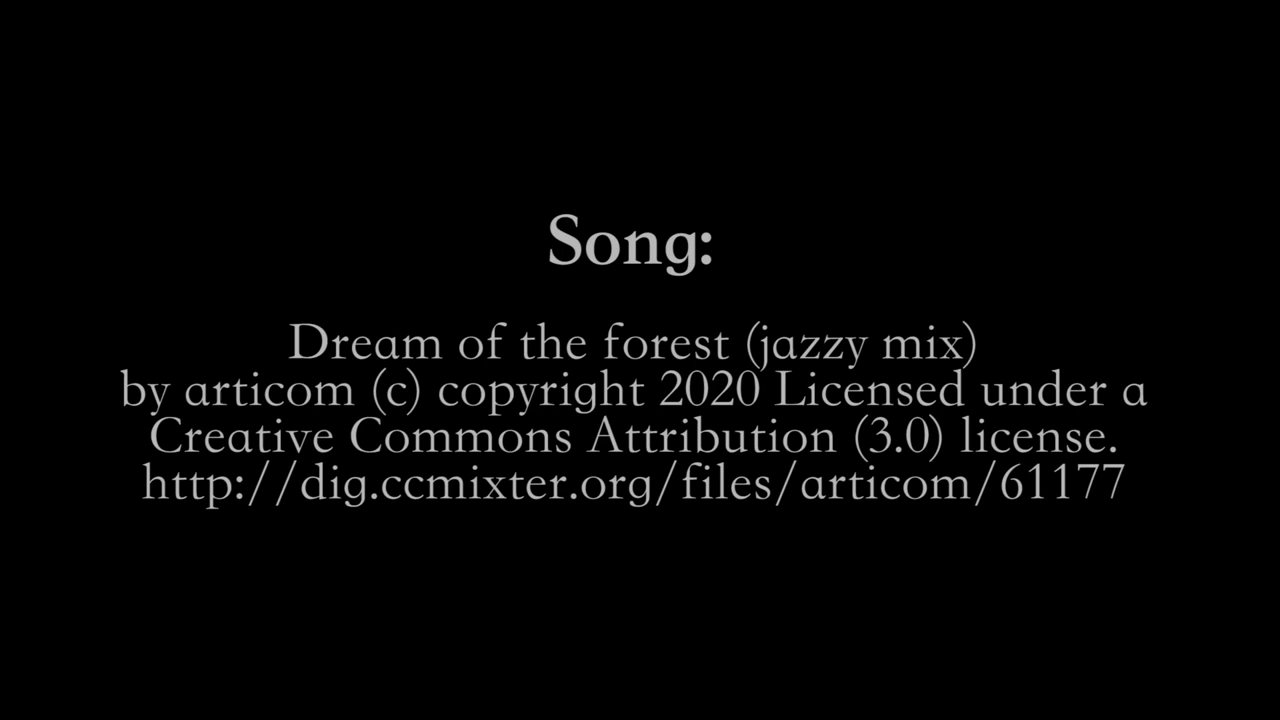 Song:
Dream of the forest (jazzy mix)
by articom (c) copyright 2020 Licensed under a
Creative Commons Attribution (3.0) license.
http://dig.ccmixter.org/files/articom/61177